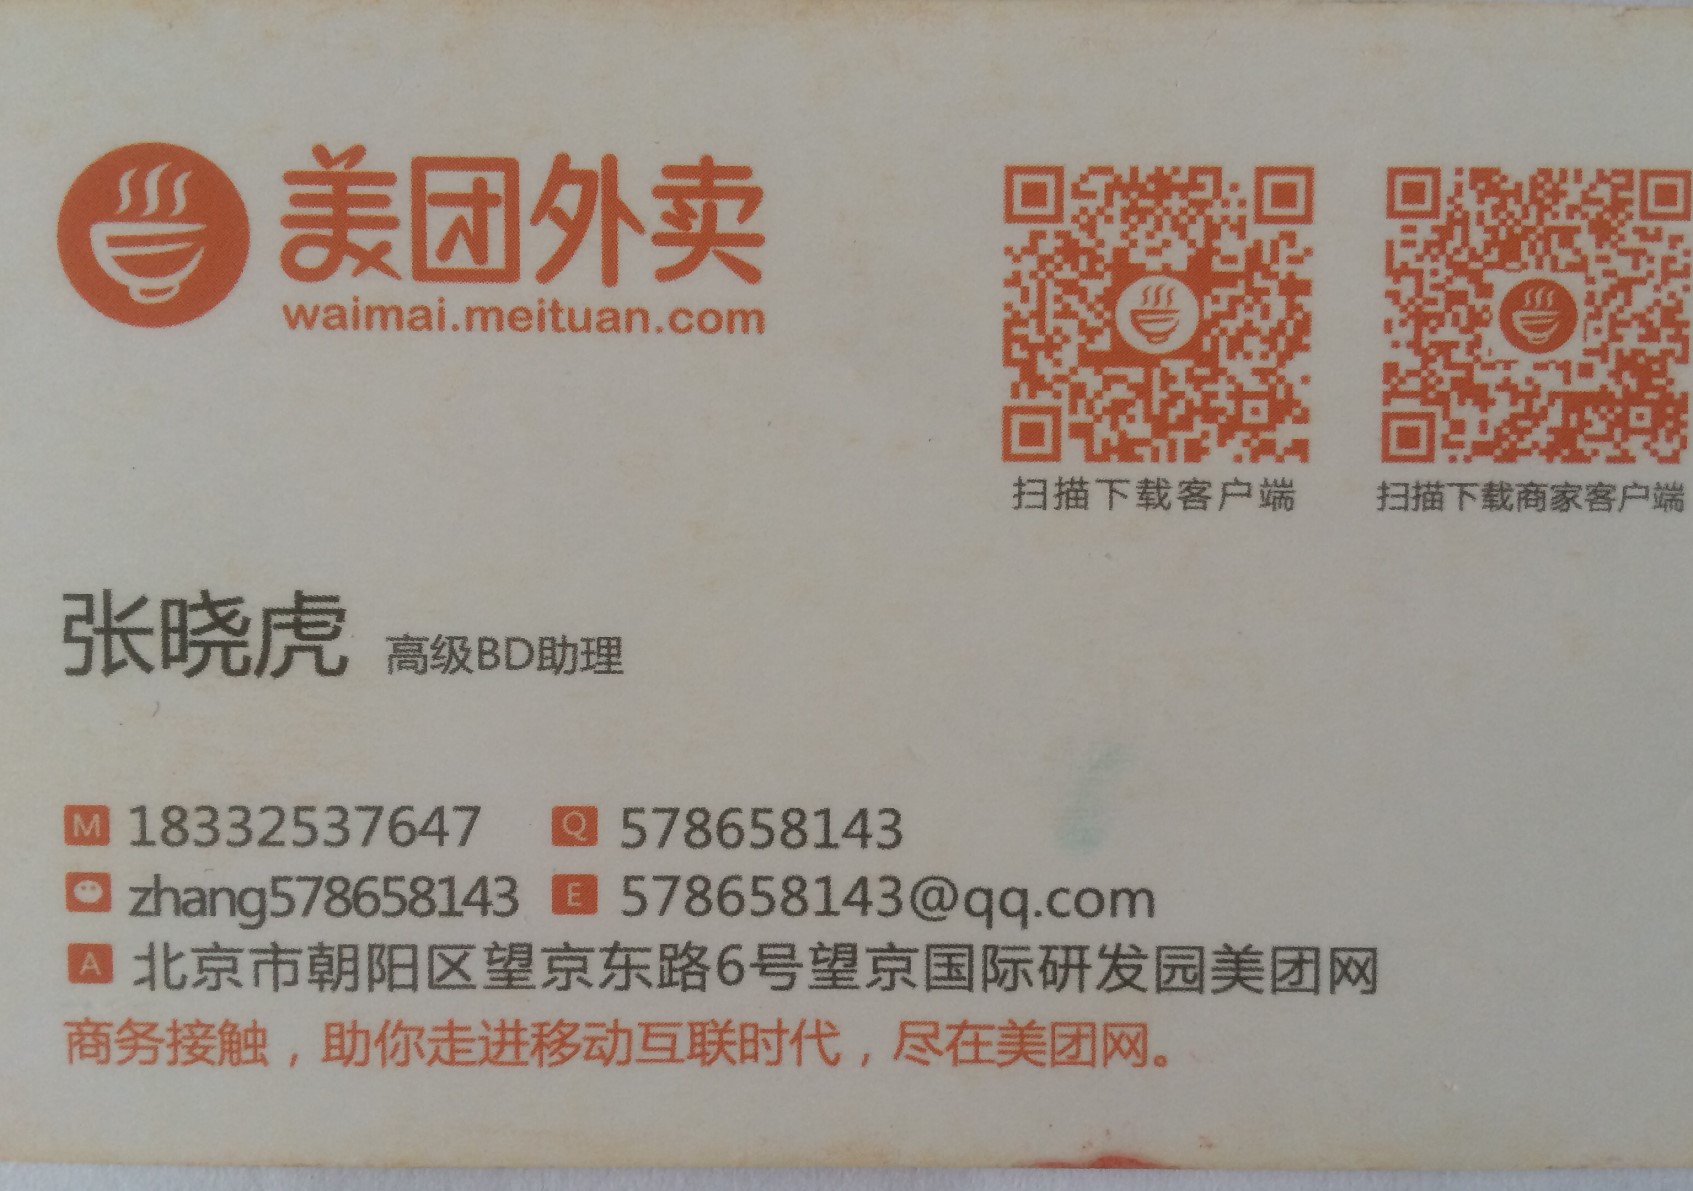 美团外卖
waimai.meituan.com
扫描下载客户端
扫描下载商家客户端
张晓虎 高级BD助理
M 18332537647 Q 578658143
zhang578658143 E 578658143@qq.com
A 北京市朝阳区望京东路6号望京国际研发园美团网
商务接触，助你走进移动互联时代，尽在美团网。